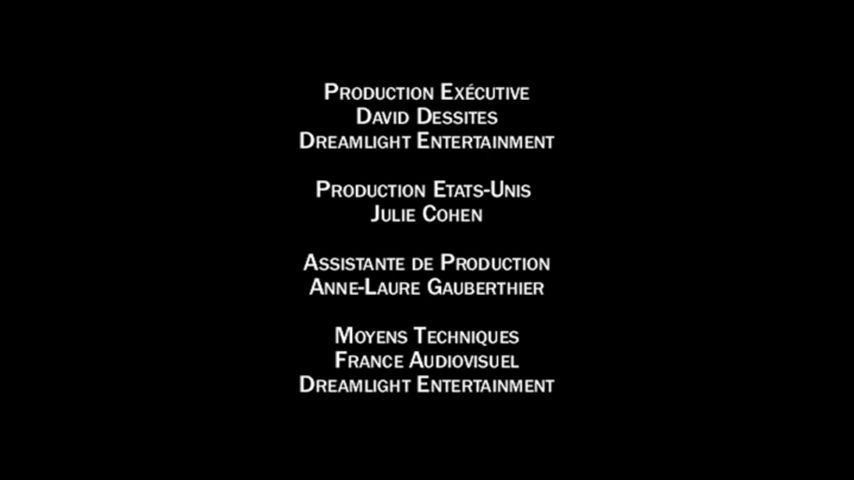 PRODUCTION EXÉCUTIVE
DAVID DESSITES
DREAMLIGHT ENTERTAINMENT
PRODUCTION ETATS-UNIS
JULIE COHEN
ASSISTANTE DE PRODUCTION
ANNE-LAURE GAUBERTHIER
MOYENS TECHNIQUES
FRANCE AUDIOVISUEL
DREAMLIGHT ENTERTAINMENT